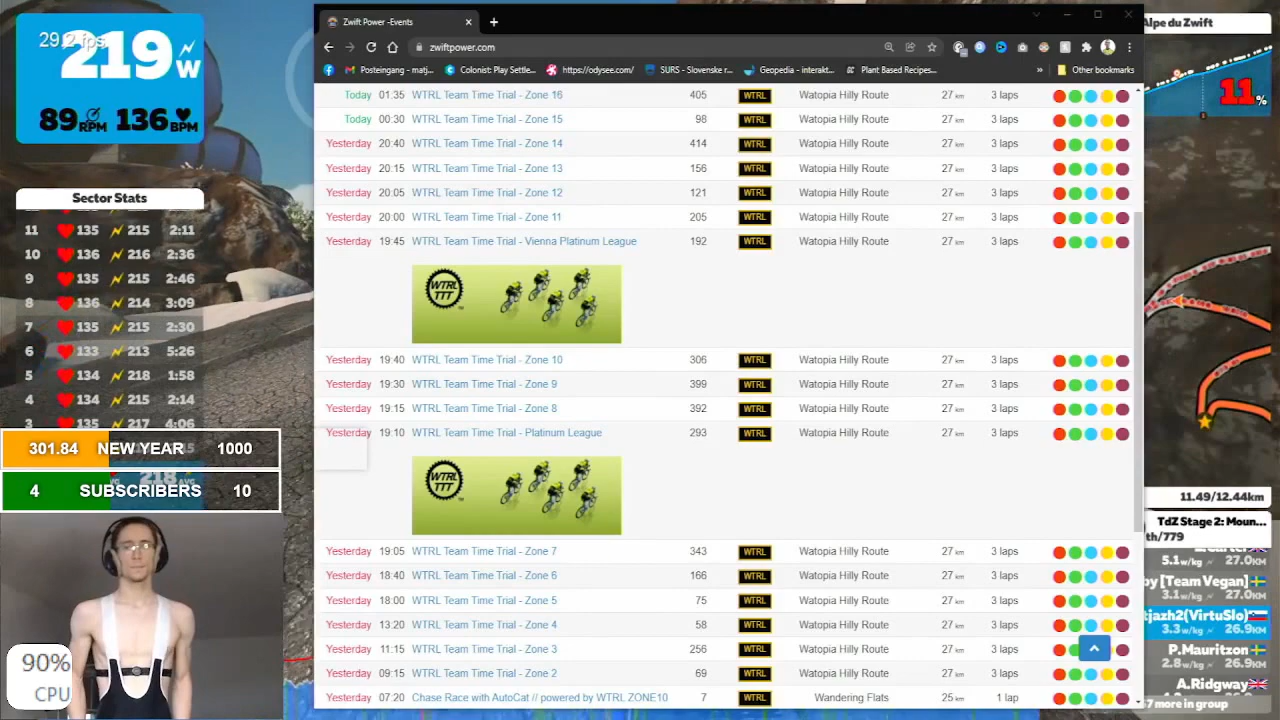 29,2 fps
219w
89RPM 136BPM
Sector Stats
11 135 215 2:11
10 136 216 2:36
9 135 215 2:46
8 136 214 3:09
7 135 215 2:30
6 133 213 5:26
5 134 218 1:58
4 134 215 2:14
3 135 217 4:06
301.84 NEW YEAR 1000
218
4 SUBSCRIBERS 10
90%
CPU
Zwift Power -Events
zwiftpower.com
Posteingang - matj...
Colonist: Play Settle...
https://odysee.com/
SURS - Slovenske r...
Geopedia - interakt...
Plant Based Recipes...
» Other bookmarks
Today 01:35 WTRL Team Time Trial - Zone 16 405 WTRL Watopia Hilly Route 27 km 3 laps
Today 00:30 WTRL Team Time Trial - Zone 15 98 WTRL Watopia Hilly Route 27 km 3 laps
Yesterday 20:40 WTRL Team Time Trial - Zone 14 414 WTRL Watopia Hilly Route 27 km 3 laps
Yesterday 20:15 WTRL Team Time Trial - Zone 13 156 WTRL Watopia Hilly Route 27 km 3 laps
Yesterday 20:05 WTRL Team Time Trial - Zone 12 121 WTRL Watopia Hilly Route 27 km 3 laps
Yesterday 20:00 WTRL Team Time Trial - Zone 11 205 WTRL Watopia Hilly Route 27 km 3 laps
Yesterday 19:45 WTRL Team Time Trial - Vienna Platinum League 192 WTRL Watopia Hilly Route 27 km 3 laps
WTRL
TTT
Yesterday 19:40 WTRL Team Time Trial - Zone 10 306 WTRL Watopia Hilly Route 27 km 3 laps
Yesterday 19:30 WTRL Team Time Trial - Zone 9 399 WTRL Watopia Hilly Route 27 km 3 laps
Yesterday 19:15 WTRL Team Time Trial - Zone 8 392 WTRL Watopia Hilly Route 27 km 3 laps
Yesterday 19:10 WTRL Team Time Trial - Platinum League 293 WTRL Watopia Hilly Route 27 km 3 laps
WTRL
TTT
Yesterday 19:05 WTRL Team Time Trial - Zone 7 343 WTRL Watopia Hilly Route 27 km 3 laps
Yesterday 18:40 WTRL Team Time Trial - Zone 6 166 WTRL Watopia Hilly Route 27 km 3 laps
Yesterday 18:00 WTRL Team Time Trial - Zone 5 75 WTRL Watopia Hilly Route 27 km 3 laps
Yesterday 13:20 WTRL Team Time Trial - Zone 4 58 WTRL Watopia Hilly Route 27 km 3 laps
Yesterday 11:15 WTRL Team Time Trial - Zone 3 256 WTRL Watopia Hilly Route 27 km 3 laps
Yesterday 09:15 WTRL Team Time Trial - Zone 2 69 WTRL Watopia Hilly Route 27 km 3 laps
Yesterday 07:20 Chase Race with AutoCat - Powered by WTRL ZONE10 7 WTRL Wandering Flats 25 km 1 lap
Alpe du Zwift
11%
11.49/12.44km
TdZ Stage 2: Moun...
th/779
5.1w/kg 27.0KM
by [Team Vegan]
3.1w/kg 27.0KM
tjazh2(VirtuSlo)
3.3w/kg 26.9KM
P.Mauritzon
2.8w/kg 26.9KM
A.Ridgway
7 more in group